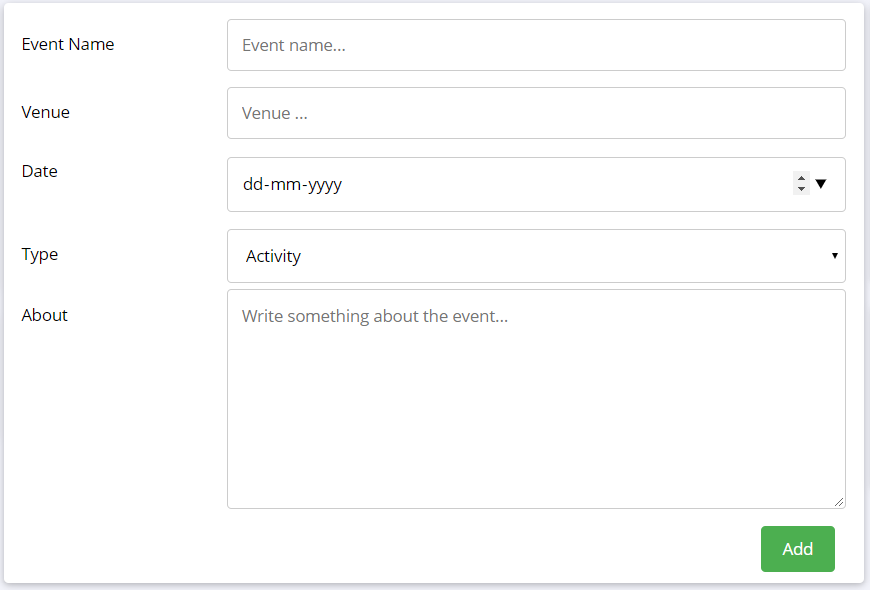 Event Name
Event name...
Venue
Venue ...
Date
dd-mm-yyyy
Type
Activity
About
Write something about the event...
Add